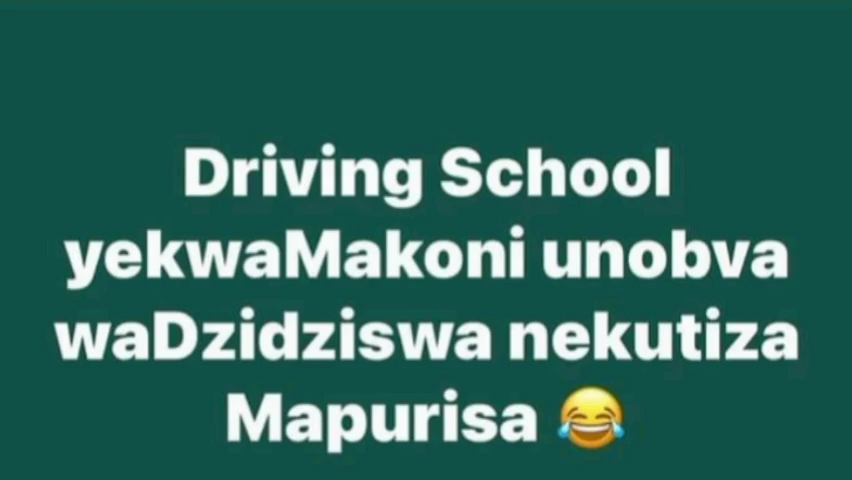 Driving School
yekwaMakoni unobva
waDzidziswa nekutiza
Mapurisa 😂